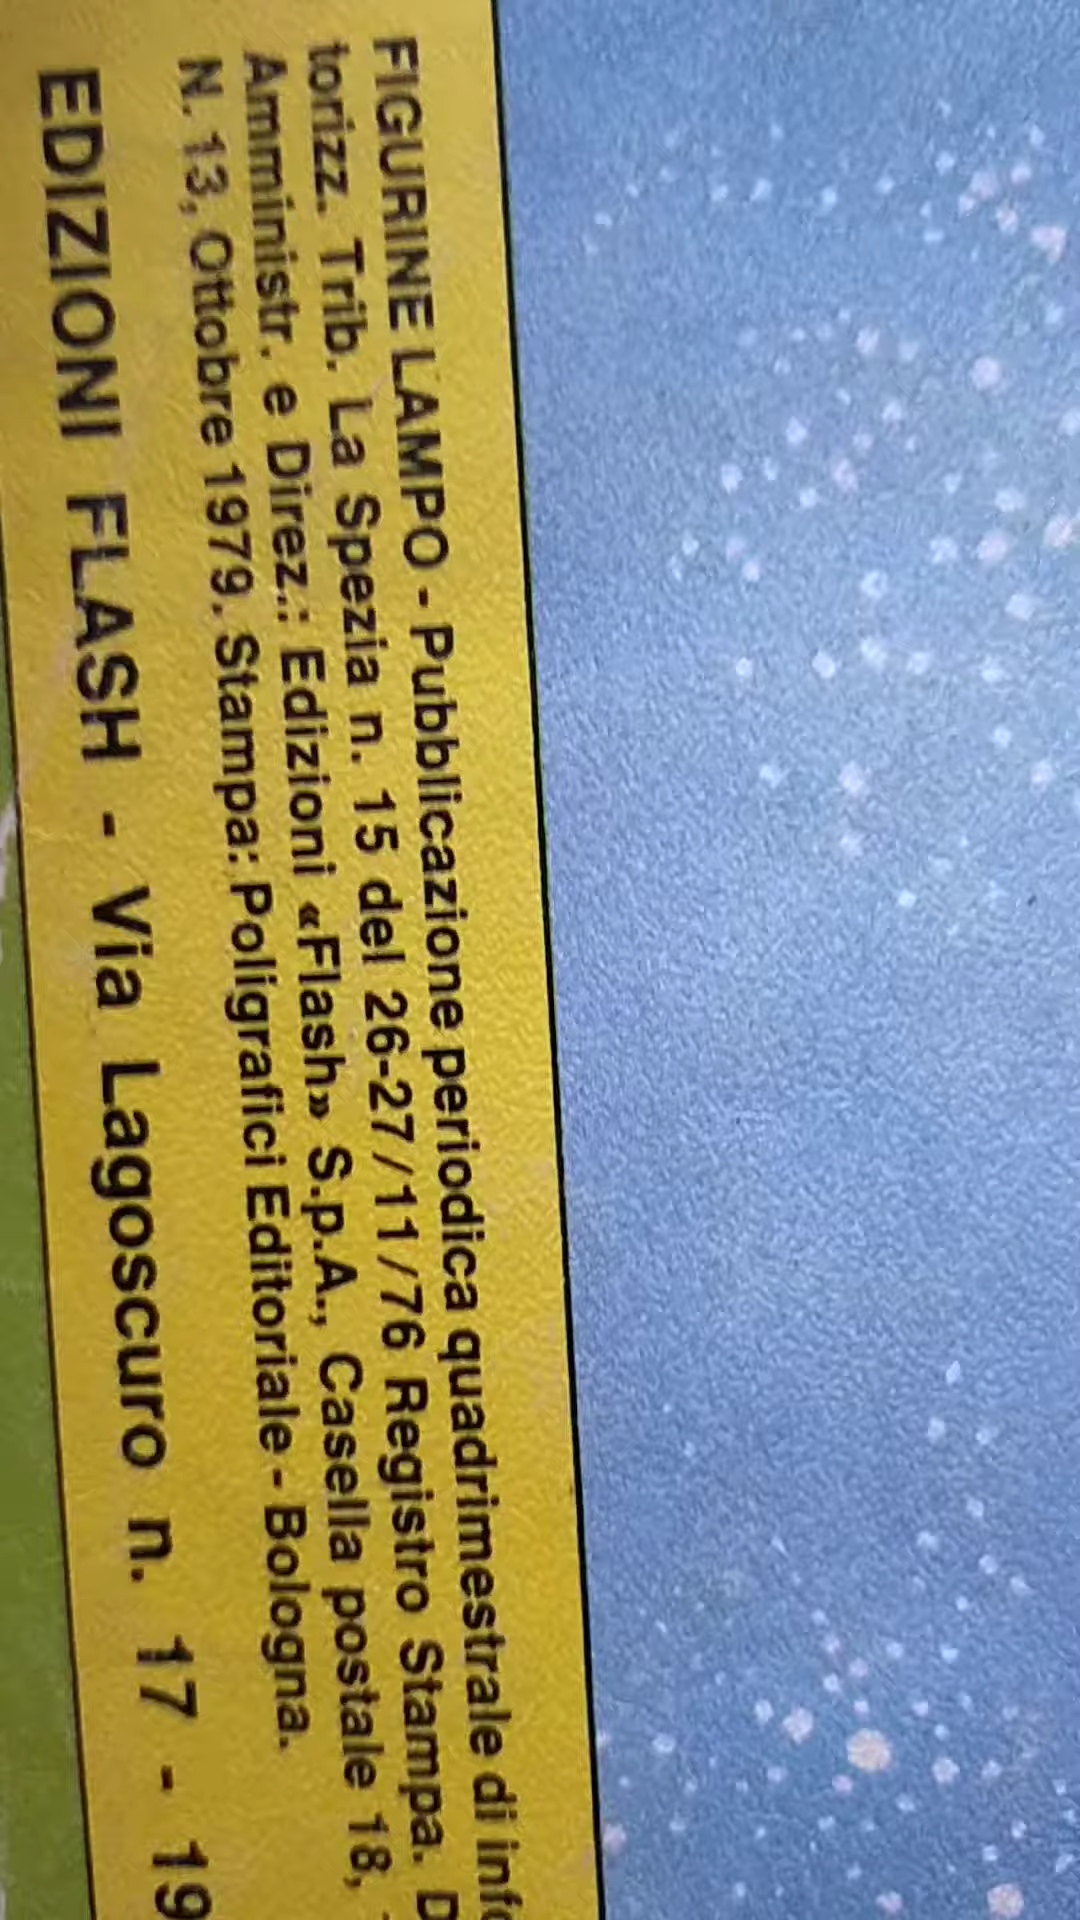 FIGURINE LAMPO - Pubblicazione periodica quadrimestrale di
torizz. Trib. La Spezia n. 15 del 26-27/11/76 Registro Stampa.
Amministr. e Direz.: Edizioni «Flash» S.p.A., Casella postale 18,
N. 13, Ottobre 1979. Stampa: Poligrafici Editoriale - Bologna.
EDIZIONI FLASH - Via Lagoscuro n. 17 - 19